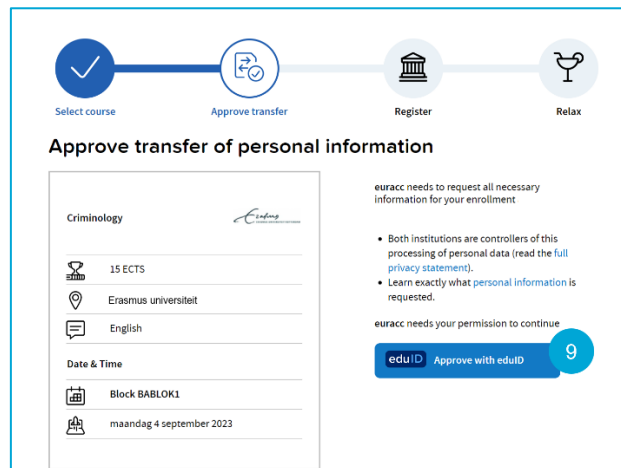 Select course
Approve transfer
Register
Relax
Approve transfer of personal information
Criminology
Erasmus
15 ECTS
Erasmus universiteit
English
Date & Time
Block BABLOK1
maandag 4 september 2023
euracc needs to request all necessary
information for your enrollment
Both institutions are controllers of this
processing of personal data (read the full
privacy statement).
Learn exactly what personal information is
requested.
euracc needs your permission to continue
eduID Approve with eduID
9